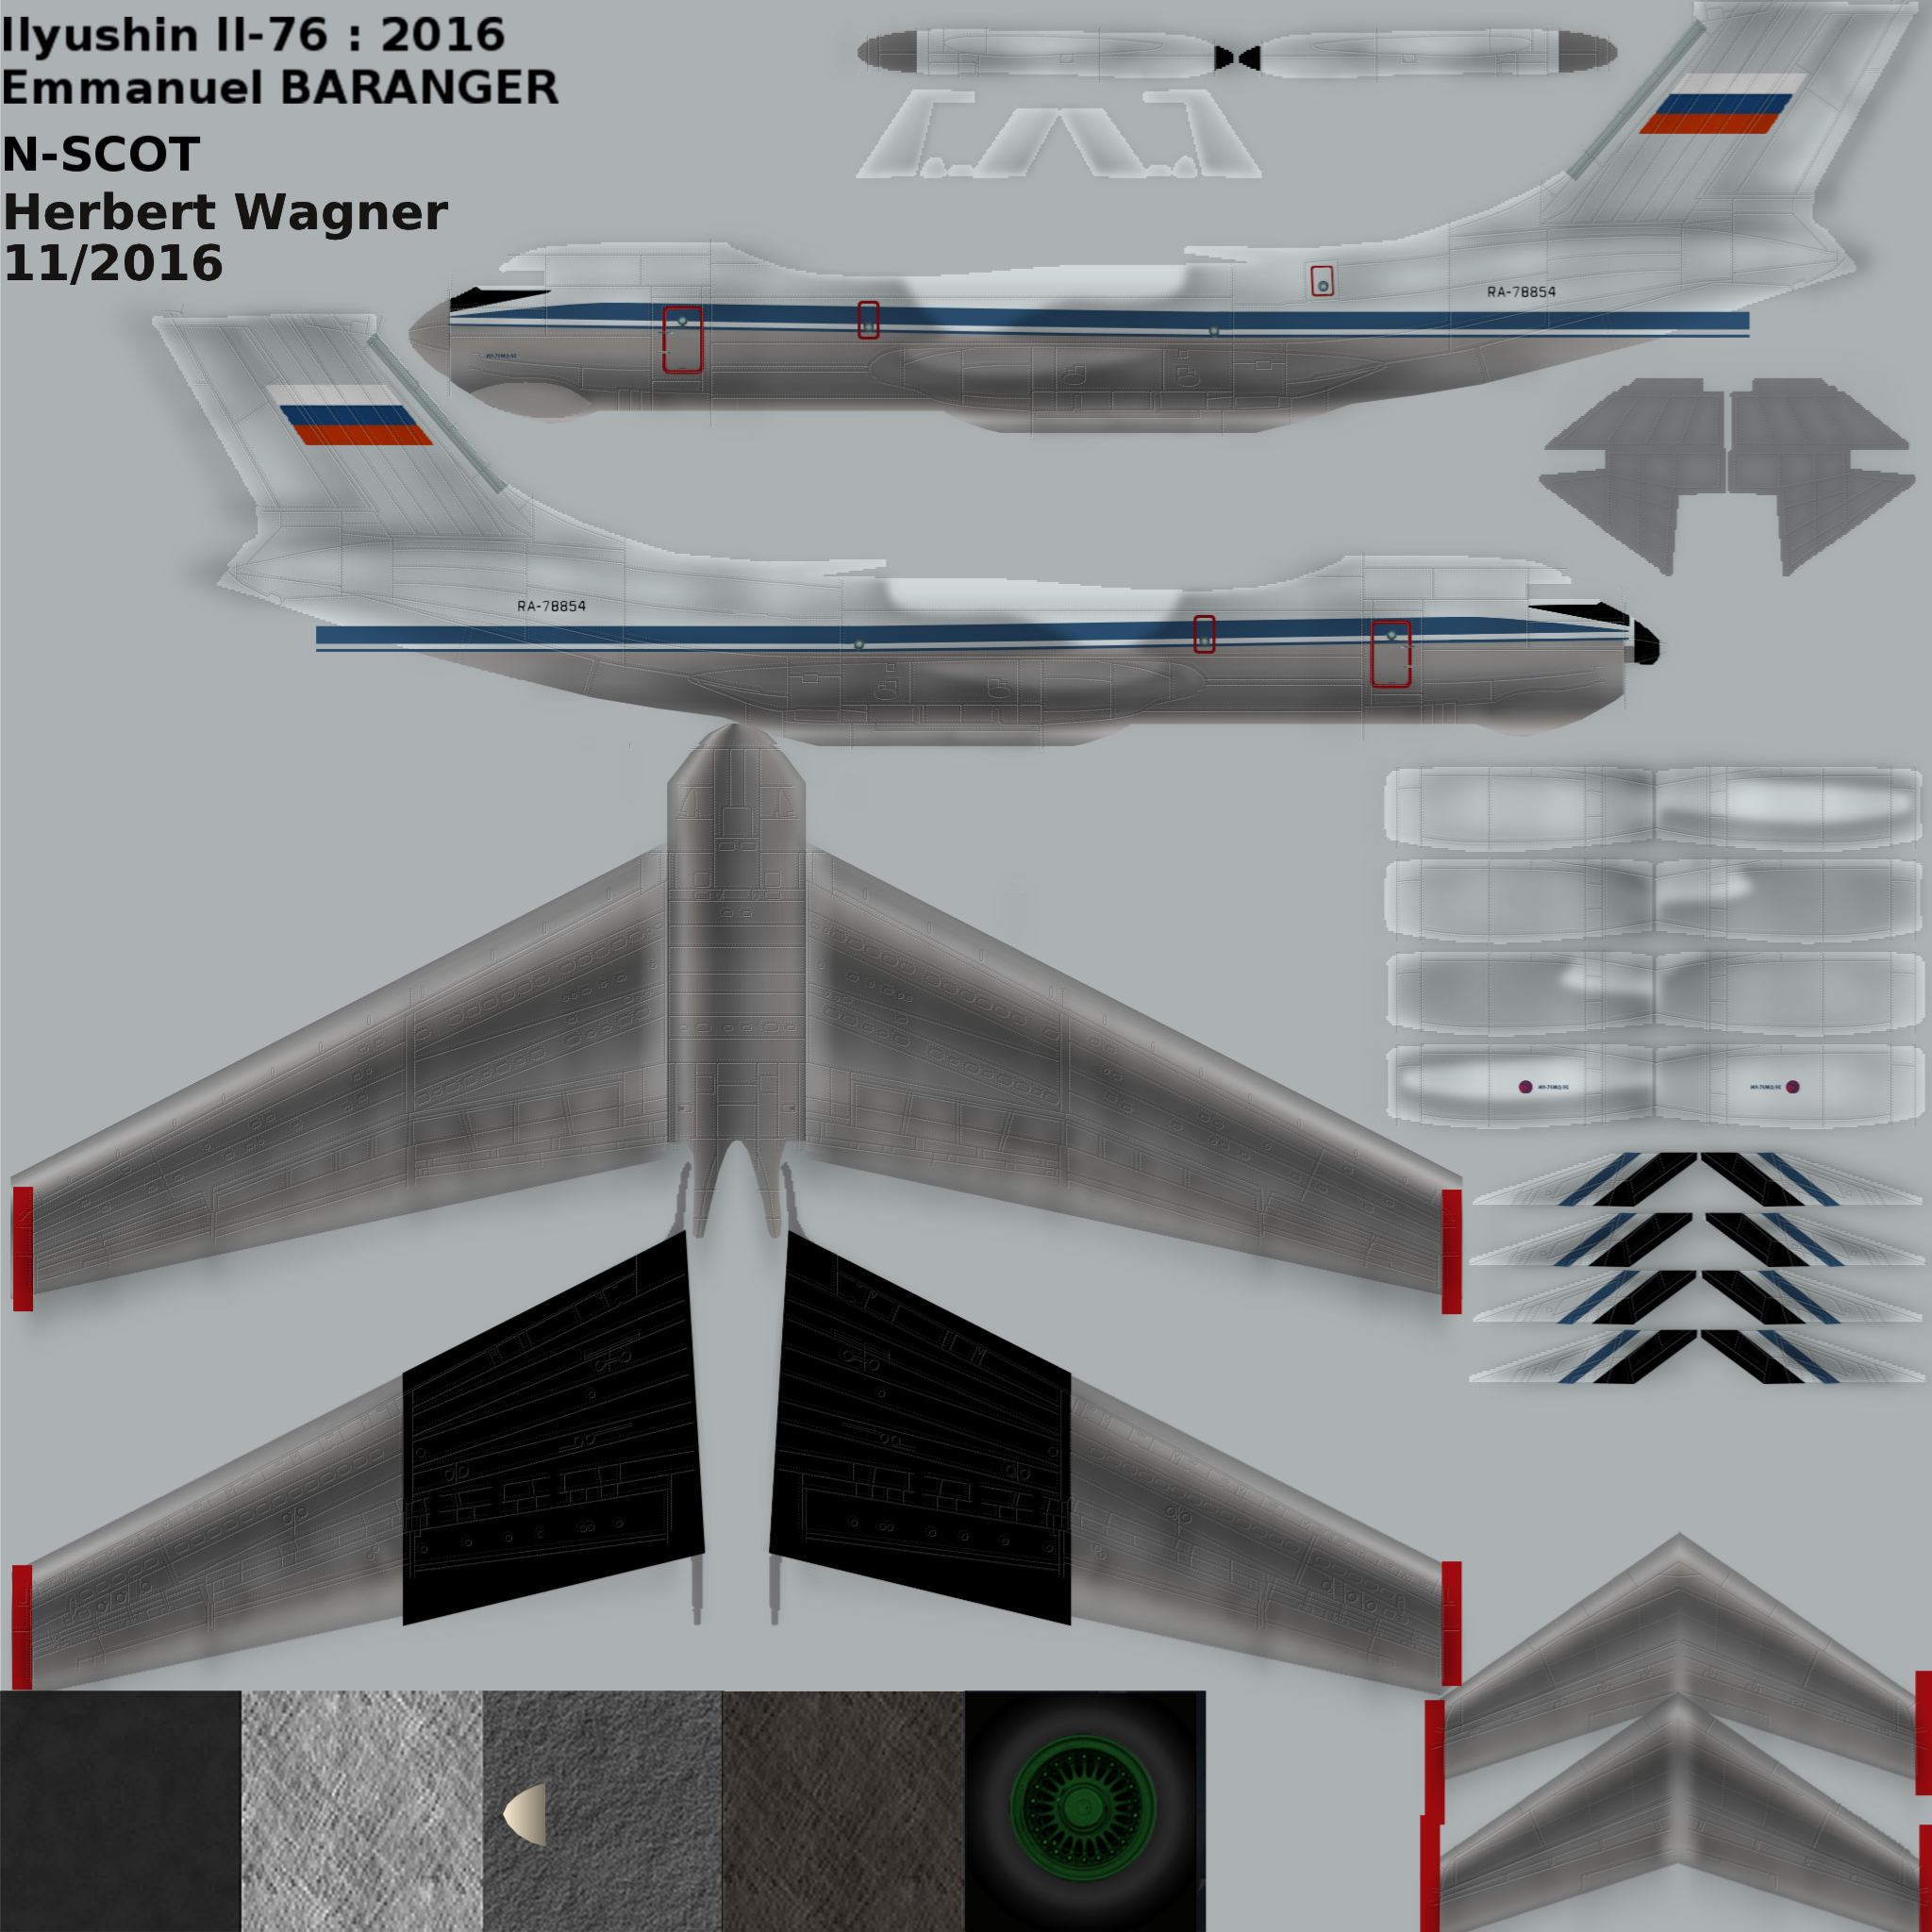 Ilyushin Il-76 : 2016
Emmanuel BARANGER
N-SCOT
Herbert Wagner
11/2016
RA-78854
RA-78854